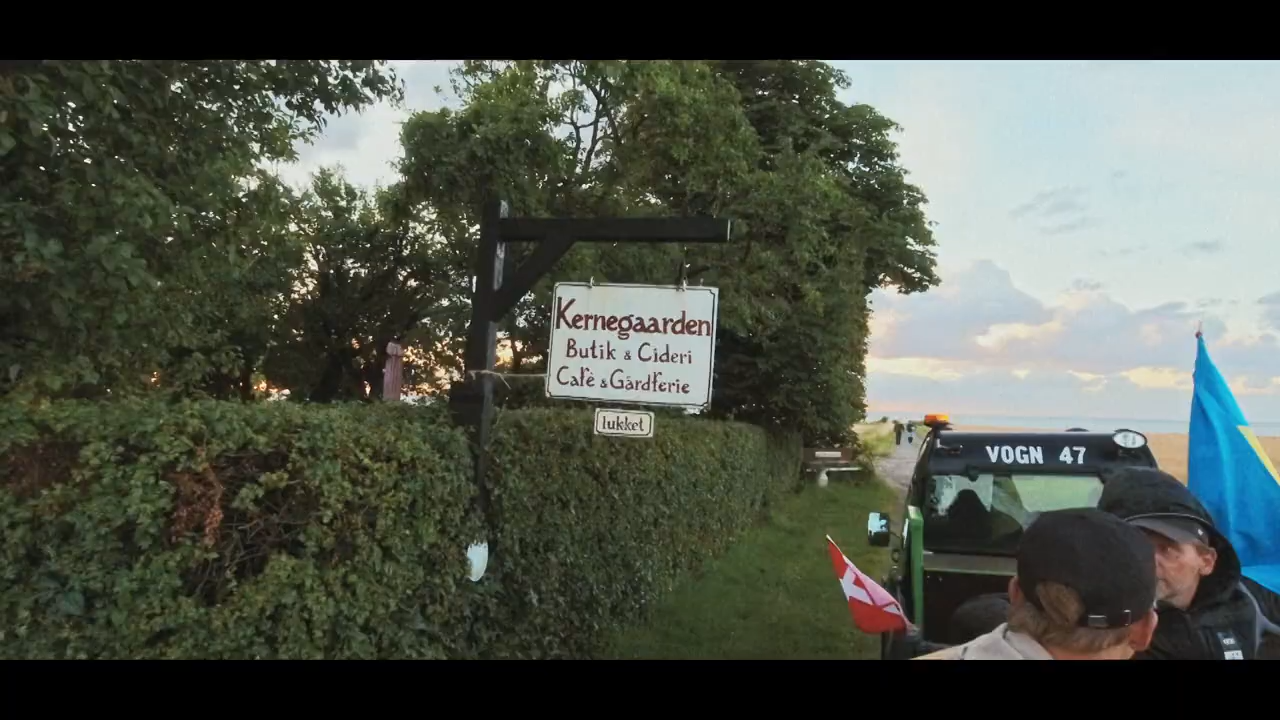 Kernegaarden
Butik & Cideri
Cafè & Gårdferie
lukket
VOGN 47